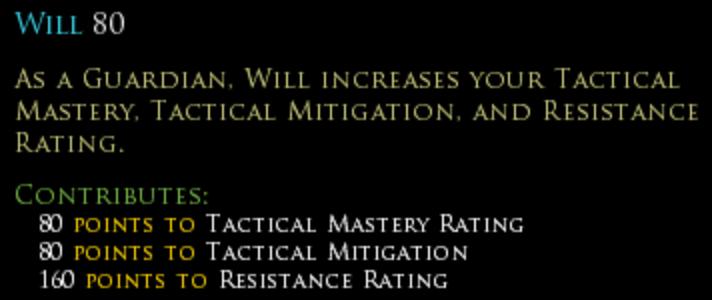 Will 80
As a Guardian, Will increases your Tactical
Mastery, Tactical Mitigation, and Resistance
Rating.
Contributes:
80 points to Tactical Mastery Rating
80 points to Tactical Mitigation
160 points to Resistance Rating